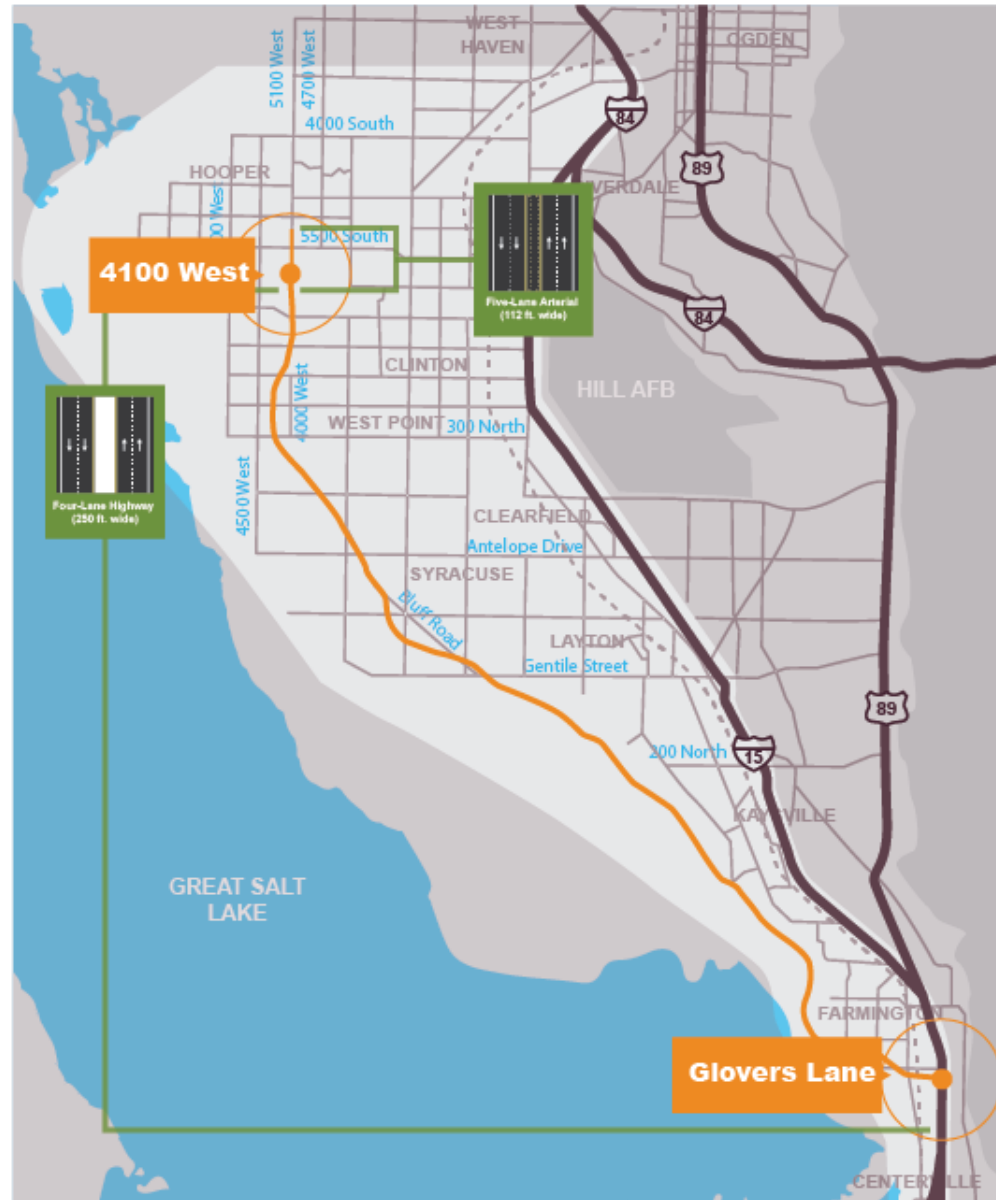 WEST
HAVEN
OGDEN
5100 West
4700 West
84
4000 South
89
HOOPER
5500 South
4100 West
Five-Lane Arterial
(112 ft. wide)
84
CLINTON
HILL AFB
4000 West
WEST POINT
300 North
Four-Lane Highway
(250 ft. wide)
4500 West
CLEARFIELD
Antelope Drive
SYRACUSE
Bluff Road
LAYTON
Gentile Street
89
200 North
15
KAYSVILLE
GREAT SALT
LAKE
FARMINGTON
Glovers Lane
CENTERVILLE